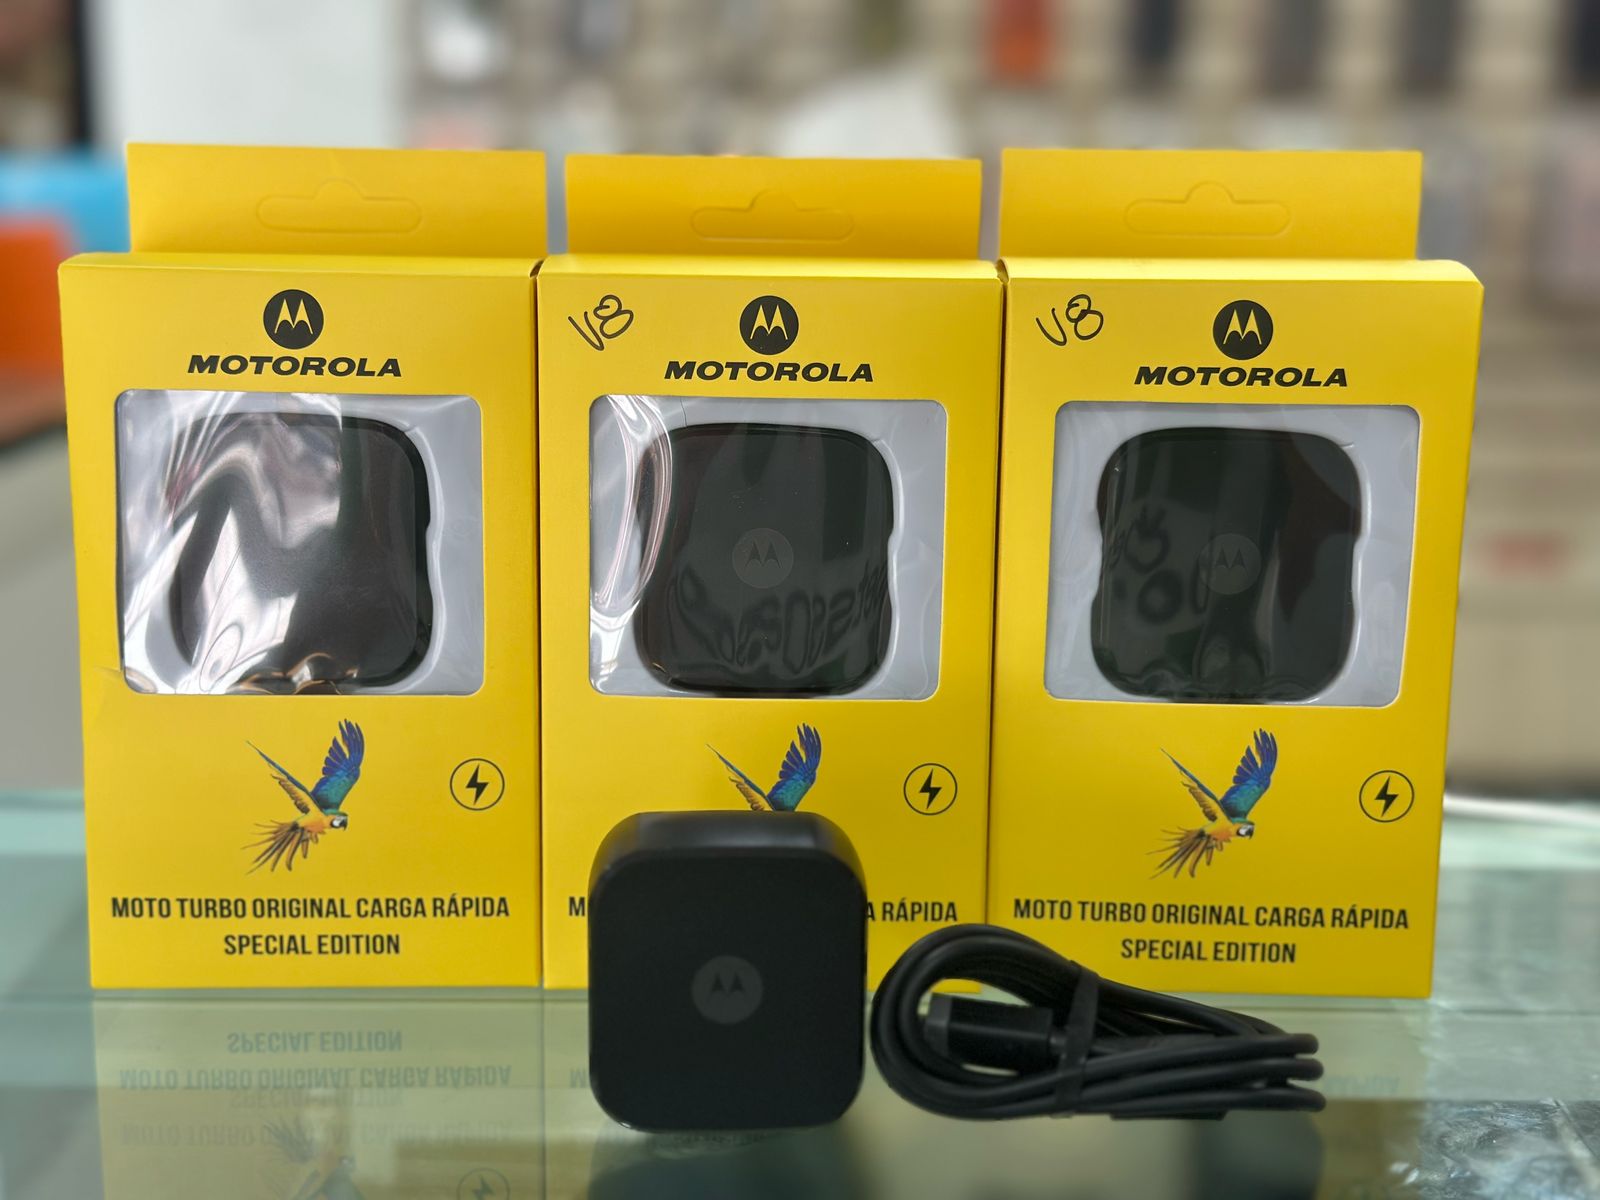 MOTOROLA
MOTO TURBO ORIGINAL CARGA RÁPIDA
SPECIAL EDITION
V8
MOTOROLA
A RÁPIDA
V8
MOTOROLA
MOTO TURBO ORIGINAL CARGA RÁPIDA
SPECIAL EDITION